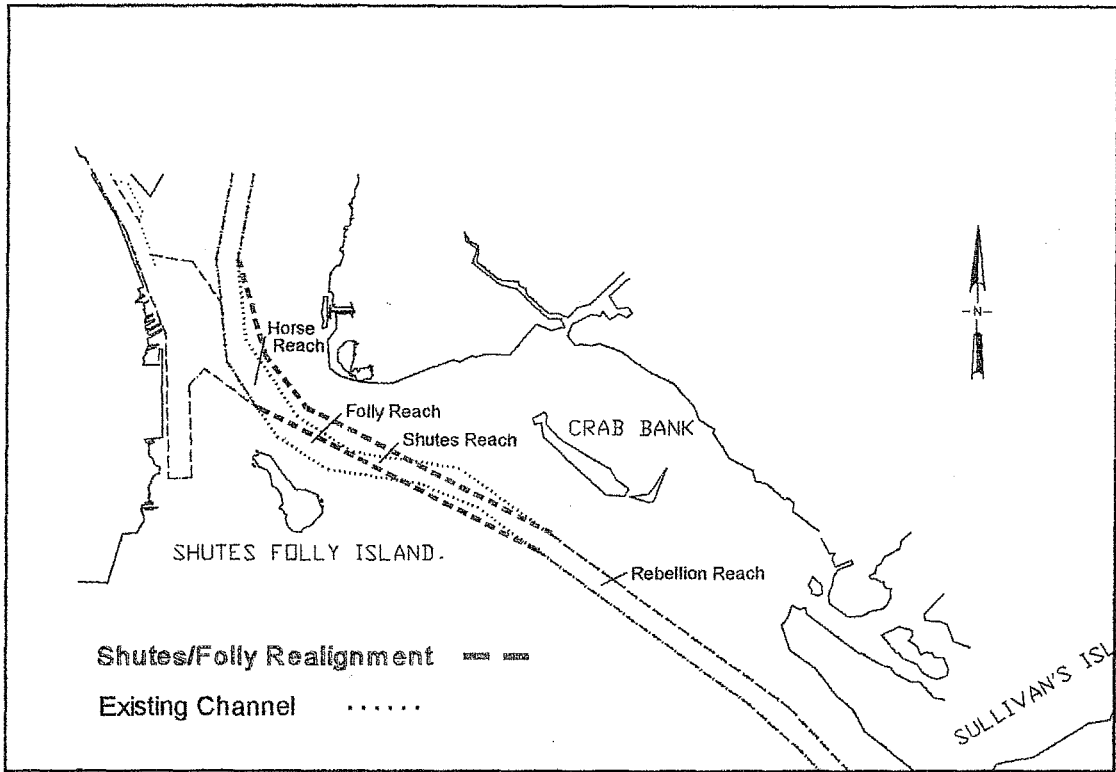 N
Horse
Reach
Folly Reach
CRAB BANK
Shutes Reach
SHUTES FOLLY ISLAND.
Rebellion Reach
Shutes/Folly Realignment
Existing Channel
SULLIVAN'S ISL